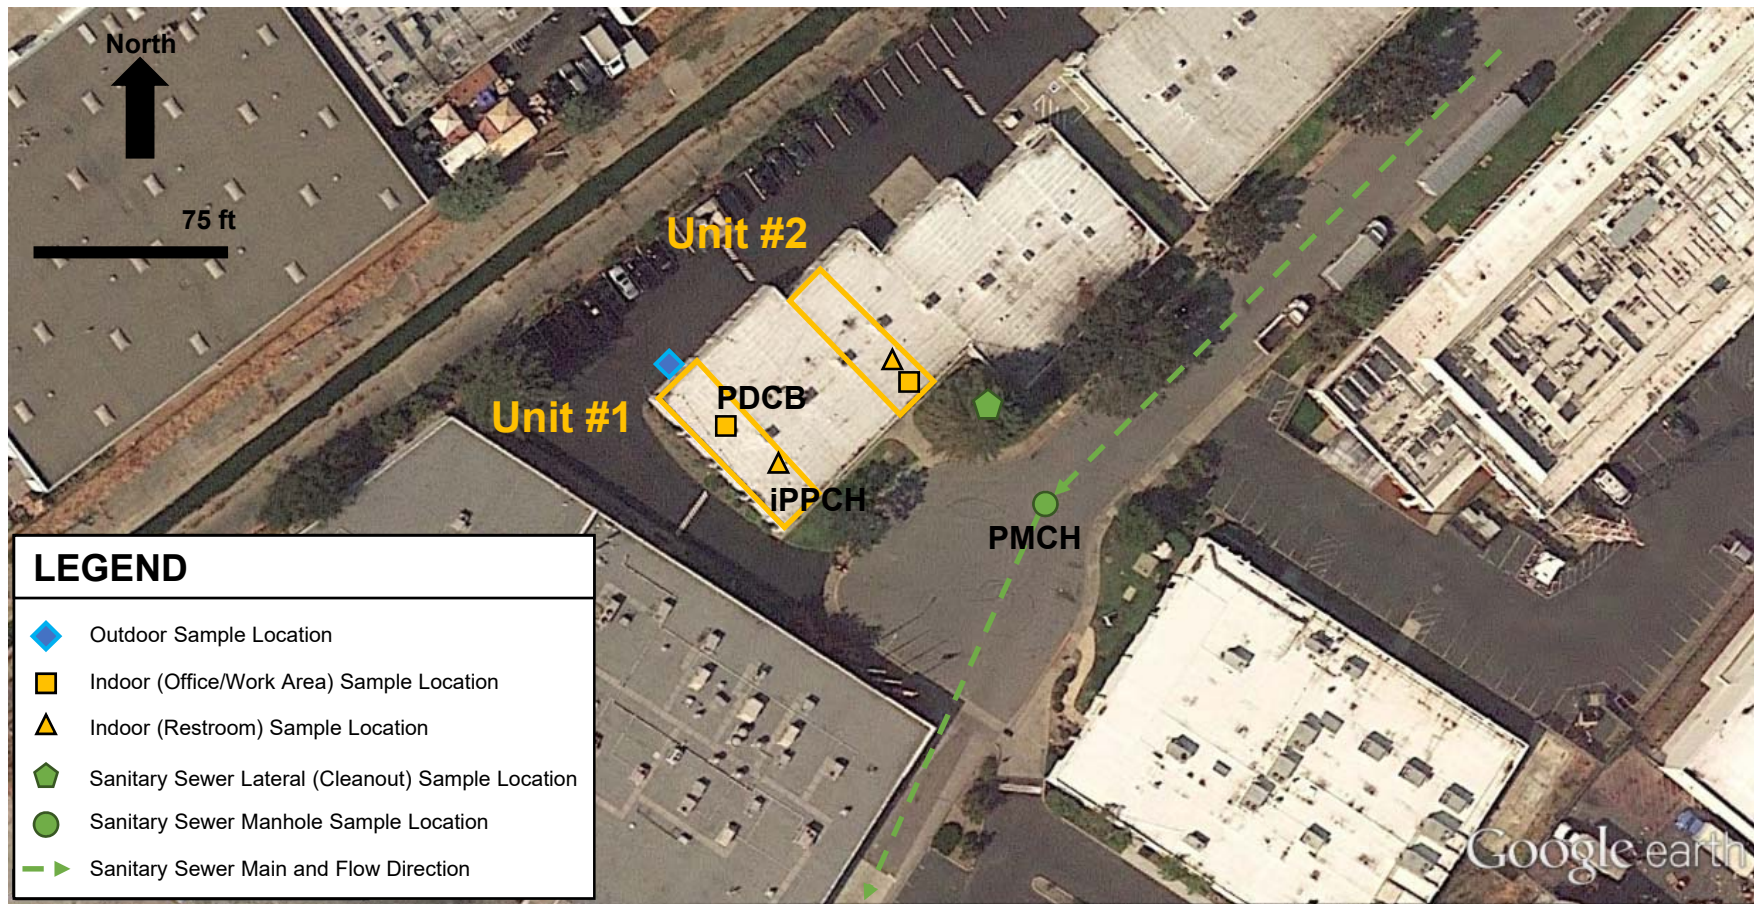 North
75 ft
Unit #2
Unit #1
PDCB
iPPCH
PMCH
LEGEND
Outdoor Sample Location
Indoor (Office/Work Area) Sample Location
Indoor (Restroom) Sample Location
Sanitary Sewer Lateral (Cleanout) Sample Location
Sanitary Sewer Manhole Sample Location
Sanitary Sewer Main and Flow Direction
Google earth